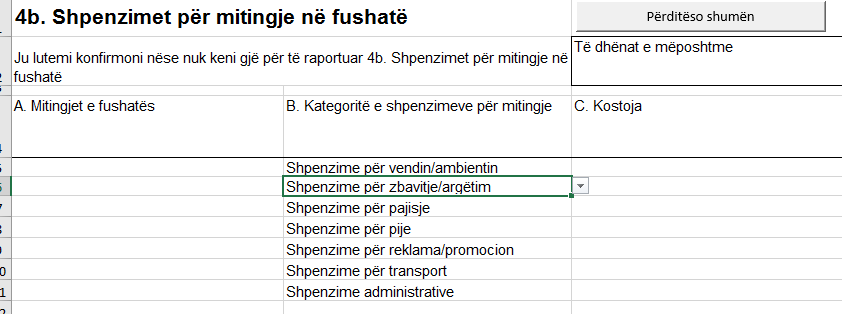 4b. Shpenzimet për mitingje në fushatë
Përditëso shumën
Ju lutemi konfirmoni nëse nuk keni gjë për të raportuar 4b. Shpenzimet për mitingje në
fushatë
Të dhënat e mëposhtme
A. Mitingjet e fushatës
B. Kategoritë e shpenzimeve për mitingje
C. Kostoja
Shpenzime për vendin/ambientin
Shpenzime për zbavitje/argëtim
Shpenzime për pajisje
Shpenzime për pije
Shpenzime për reklama/promocion
Shpenzime për transport
Shpenzime administrative